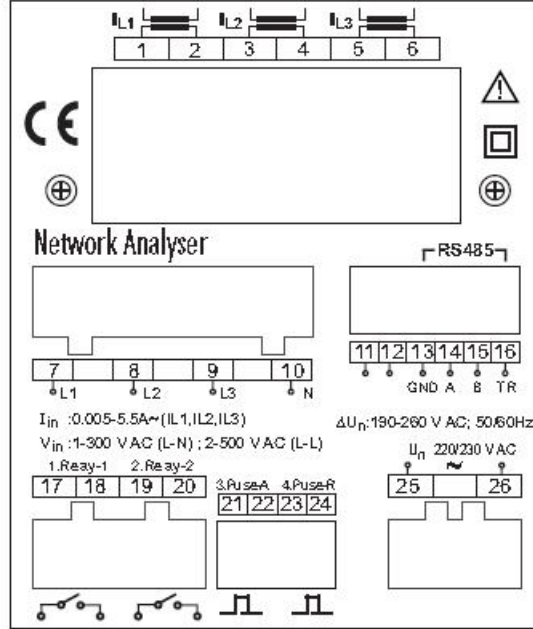 IL1 IL2 IL3
1 2 3 4 5 6
CE
Network Analyser
RS485
7 8 9 10
L1 L2 L3 N
11 12 13 14 15 16
GND A B TR
Iin :0.005-5.5A~(IL1,IL2,IL3)
Vin :1-300 VAC (L-N) ; 2-500 VAC (L-L)
ΔUn:190-260 V AC; 50/60Hz
Un 220/230 VAC
~
1.Reay-1 2.Reay-2
17 18 19 20
3.Puse-A 4.Puse-R
21 22 23 24
25 26